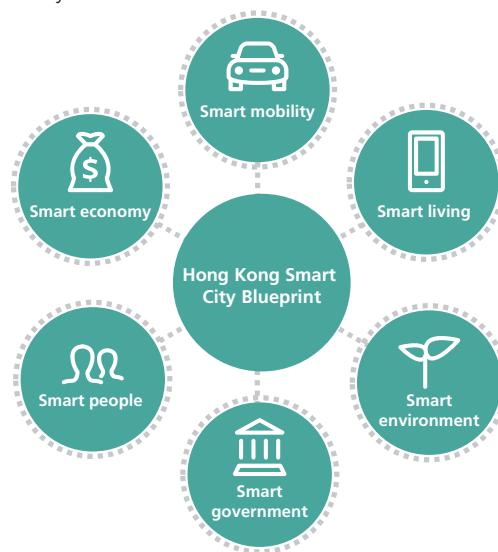 Smart mobility
Smart economy
$
Smart living
Hong Kong Smart
City Blueprint
Smart people
Smart
environment
Smart
government